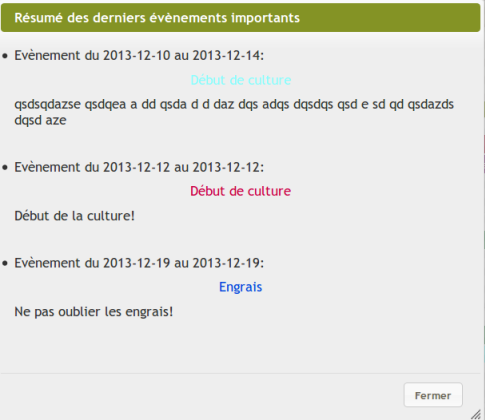 Résumé des derniers évènements importants
Evènement du 2013-12-10 au 2013-12-14:
Début de culture
qsdsqdazse qsdqea a dd qsda d d daz dqs adqs dqsdqs qsd e sd qd qsdazds
dqsd aze
Evènement du 2013-12-12 au 2013-12-12:
Début de culture
Début de la culture!
Evènement du 2013-12-19 au 2013-12-19:
Engrais
Ne pas oublier les engrais!
Fermer